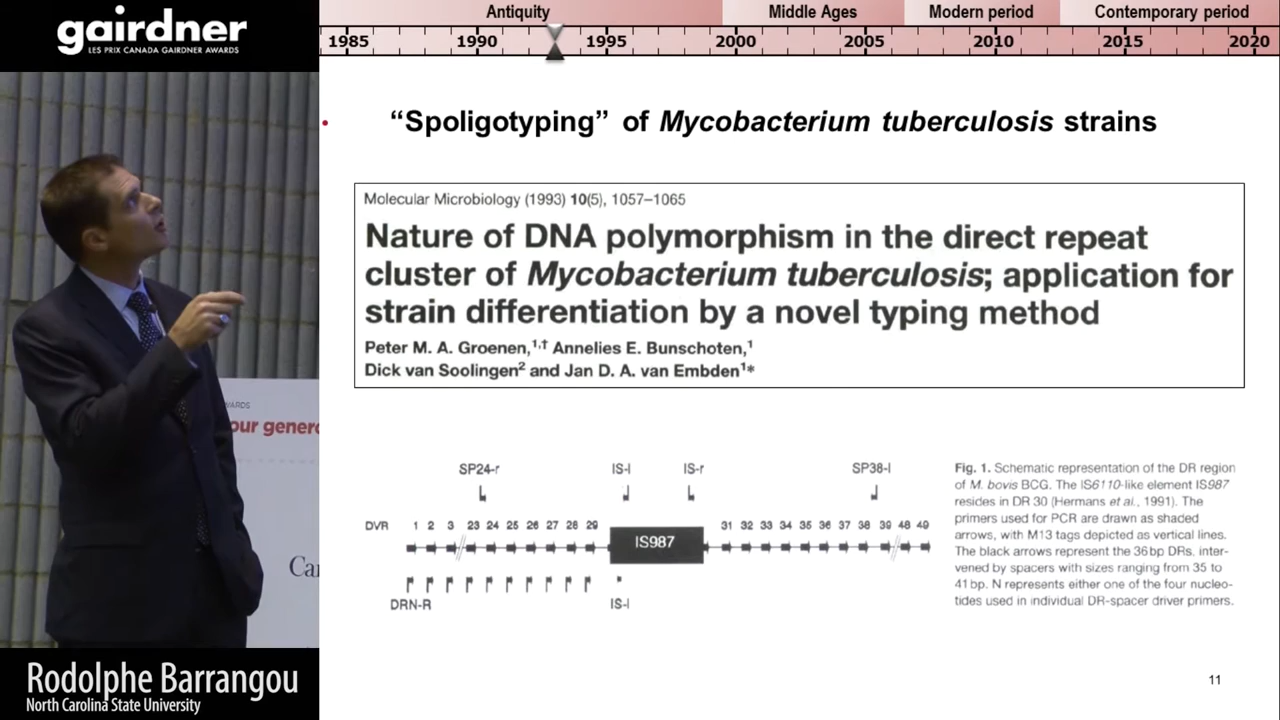 gairdner
LES PRIX CANADA GAIRDNER AWARDS
Antiquity Middle Ages Modern period Contemporary period
1985 1990 1995 2000 2005 2010 2015 2020
• “Spoligotyping” of Mycobacterium tuberculosis strains
Molecular Microbiology (1993) 10(5), 1057–1065
Nature of DNA polymorphism in the direct repeat
cluster of Mycobacterium tuberculosis; application for
strain differentiation by a novel typing method
Peter M. A. Groenen,1,† Annelies E. Bunschoten,1
Dick van Soolingen2 and Jan D. A. van Embden1*
SP24-r IS-l IS-r SP38-l
DVR 1 2 3 23 24 25 26 27 28 29 31 32 33 34 35 36 37 38 39 48 49
IS987
DRN-R IS-l
Fig. 1. Schematic representation of the DR region
of M. bovis BCG. The IS6110-like element IS987
resides in DR 30 (Hermans et al., 1991). The
primers used for PCR are drawn as shaded
arrows, with M13 tags depicted as vertical lines.
The black arrows represent the 36bp DRs, inter-
vened by spacers with sizes ranging from 35 to
41bp. N represents either one of the four nucleo-
tides used in individual DR-spacer driver primers.
11
WARDS
our genero
Ca
Rodolphe Barrangou
North Carolina State University